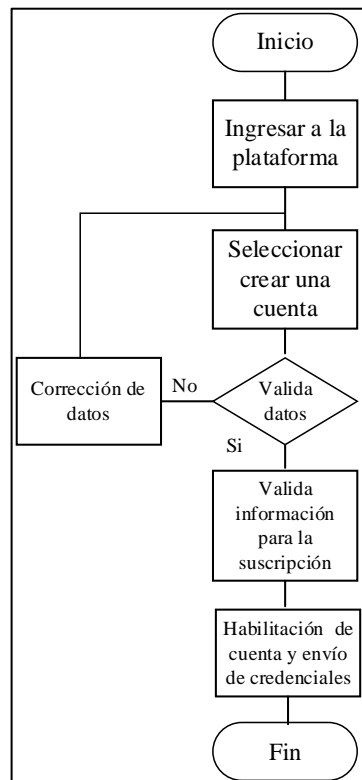 Inicio
Ingresar a la
plataforma
Seleccionar
crear una
cuenta
Corrección de
datos
No
Valida
datos
Si
Valida
información
para la
suscripción
Habilitación de
cuenta y envío
de credenciales
Fin